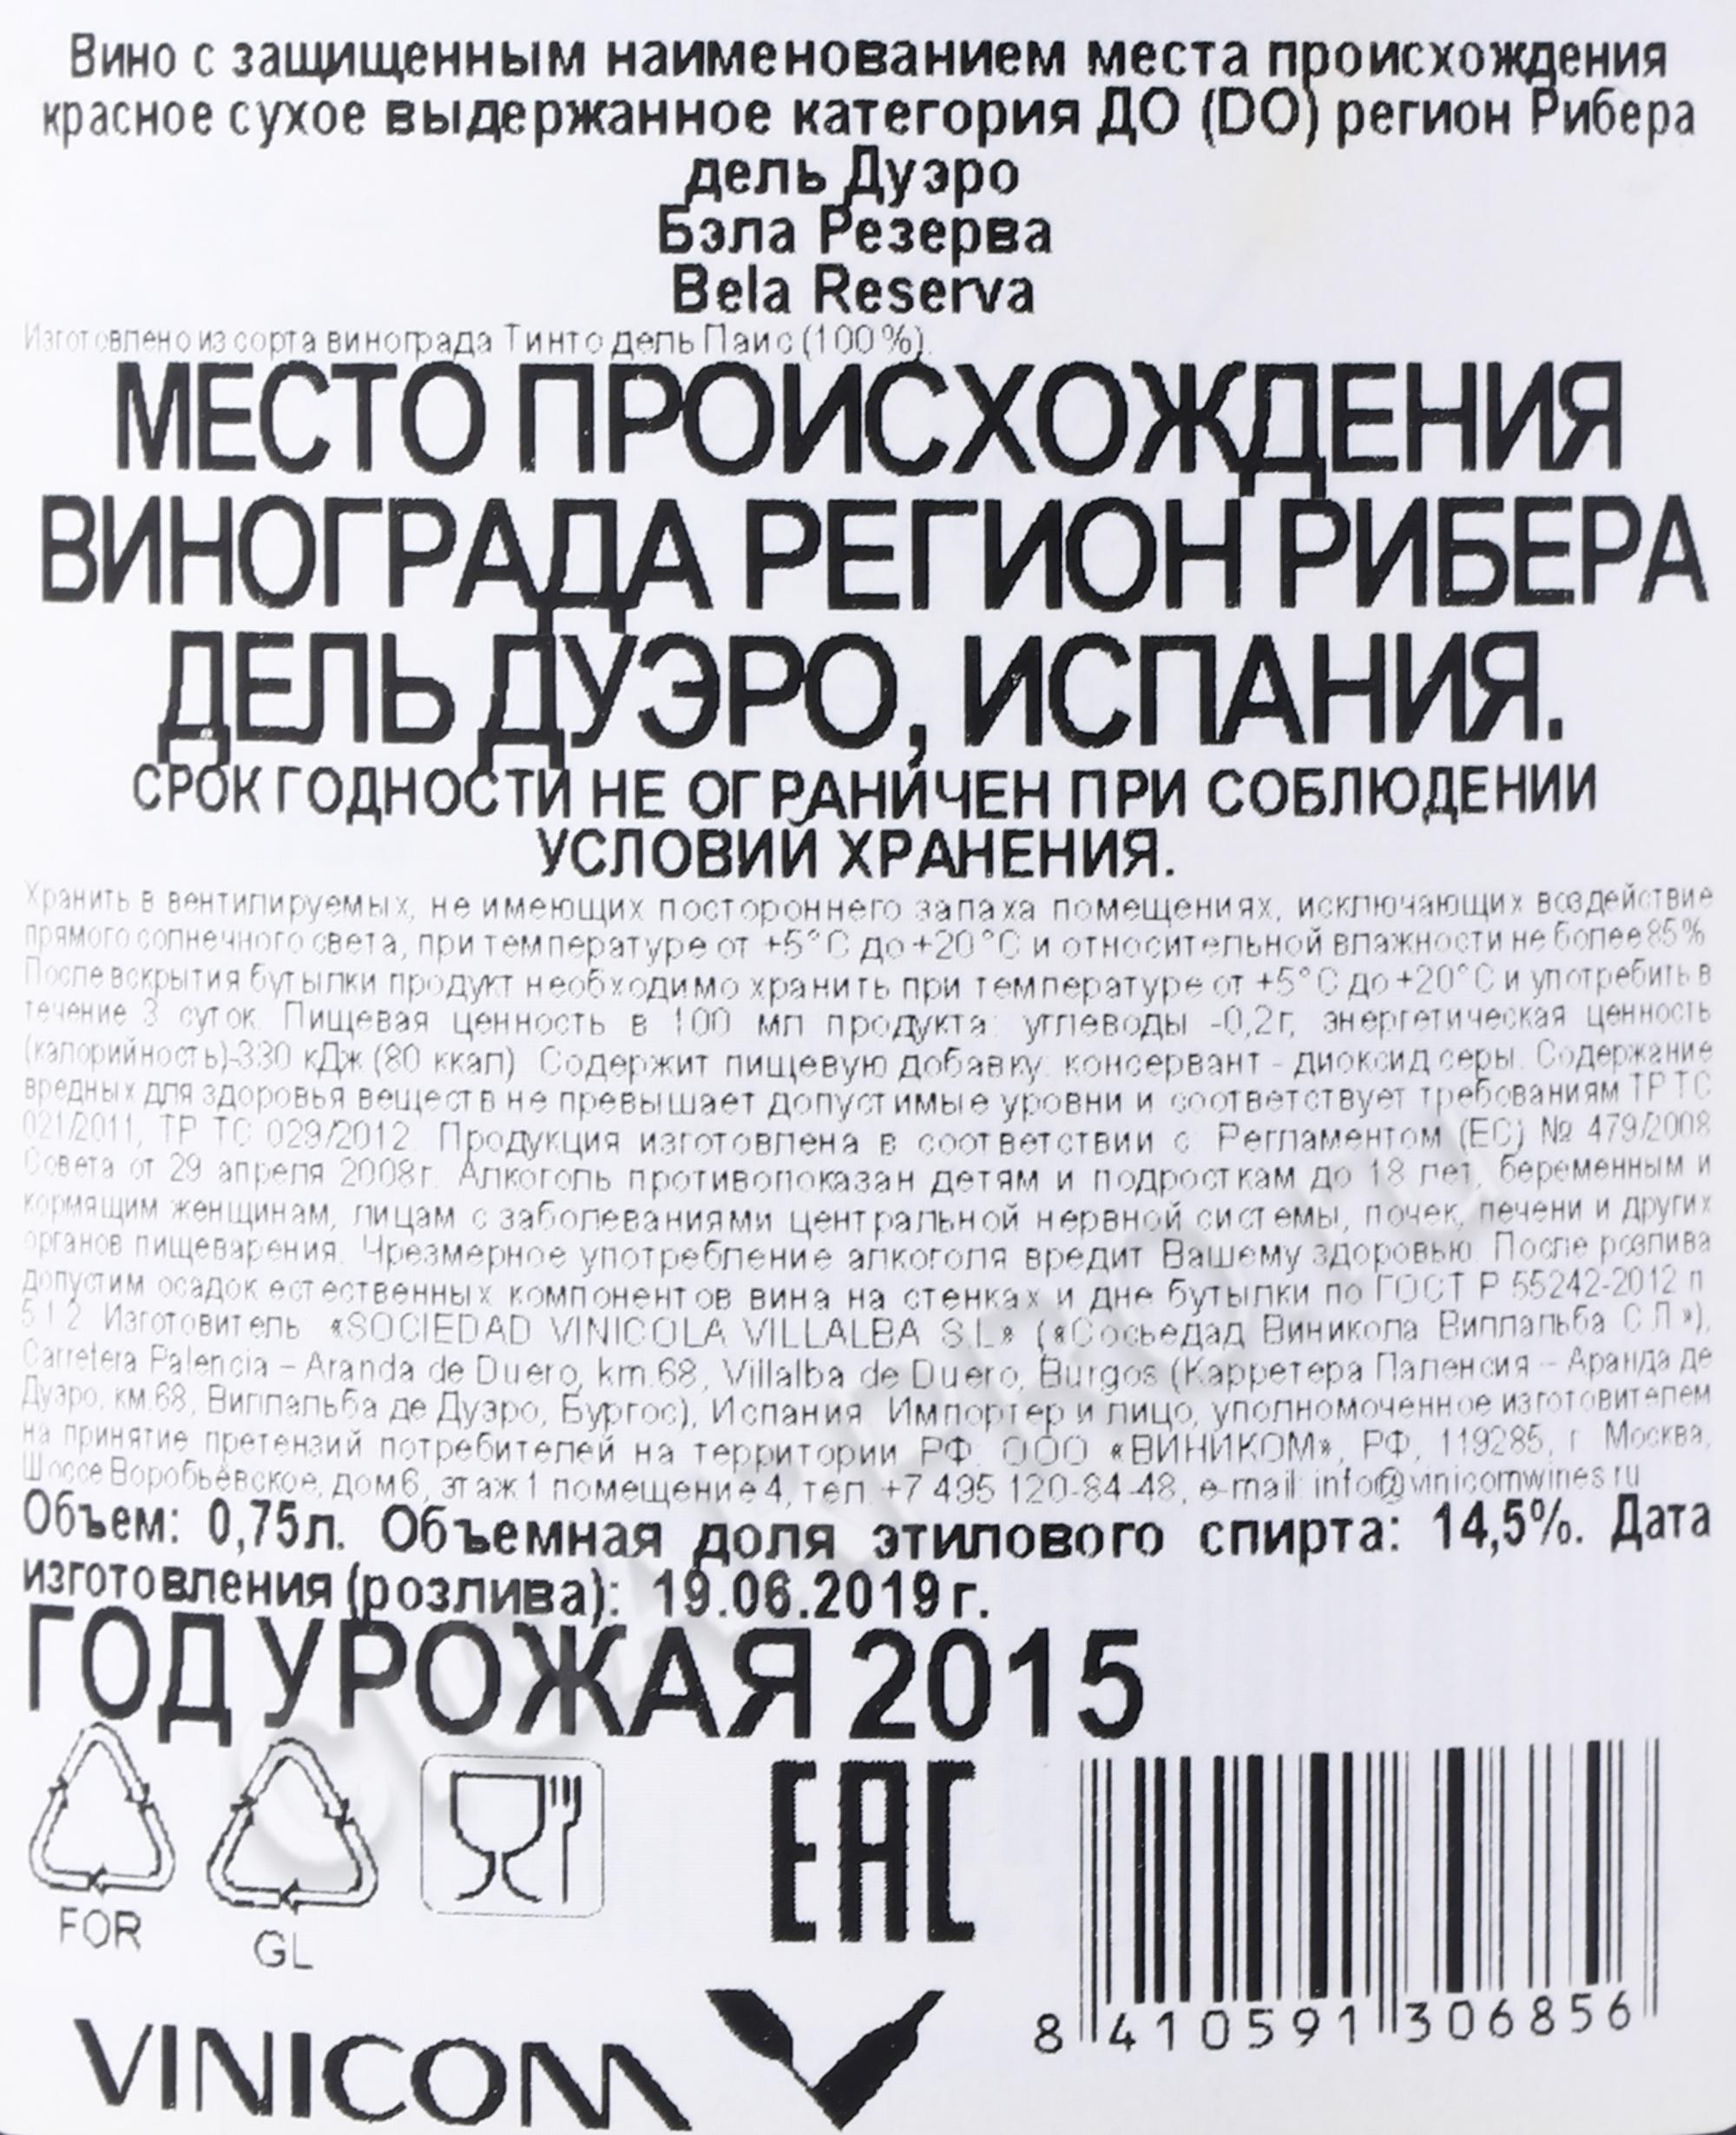 Вино с защищенным наименованием места происхождения
красное сухое выдержанное категория ДО (DO) регион Рибера
дель Дуэро
Бэла Резерва
Bela Reserva
Изготовлено из сорта винограда Тинто дель Паис (100%).
МЕСТО ПРОИСХОЖДЕНИЯ
ВИНОГРАДА РЕГИОН РИБЕРА
ДЕЛЬ ДУЭРО, ИСПАНИЯ.
СРОК ГОДНОСТИ НЕ ОГРАНИЧЕН ПРИ СОБЛЮДЕНИИ
УСЛОВИЙ ХРАНЕНИЯ.
Хранить в вентилируемых, не имеющих постороннего запаха помещениях, исключающих воздействие
прямого солнечного света, при температуре от +5°С до +20°С и относительной влажности не более 85%
После вскрытия бутылки продукт необходимо хранить при температуре от +5°С до +20°С и употребить в
течение 3 суток. Пищевая ценность в 100 мл продукта: углеводы -0,2г, энергетическая ценность
(калорийность)-330 кДж (80 ккал). Содержит пищевую добавку: консервант - диоксид серы. Содержание
вредных для здоровья веществ не превышает допустимые уровни и соответствует требованиям ТР ТС
021/2011, ТР ТС 029/2012. Продукция изготовлена в соответствии с Регламентом (ЕС) № 479/2008
Совета от 29 апреля 2008г. Алкоголь противопоказан детям и подросткам до 18 лет, беременным и
кормящим женщинам, лицам с заболеваниями центральной нервной системы, почек, печени и других
органов пищеварения. Чрезмерное употребление алкоголя вредит Вашему здоровью. После розлива
допустим осадок естественных компонентов вина на стенках и дне бутылки по ГОСТ Р 55242-2012 п.
5.1.2. Изготовитель: «SOCIEDAD VINICOLA VILLALBA S.L.» («Сосьедад Виникола Виллальба С.Л.»),
Carretera Palencia – Aranda de Duero, km.68, Villalba de Duero, Burgos (Карретера Паленсия – Аранда де
Дуэро, км.68, Виллальба де Дуэро, Бургос), Испания. Импортер и лицо, уполномоченное изготовителем
на принятие претензий потребителей на территории РФ: ООО «ВИНИКОМ», РФ, 119285, г. Москва,
Шоссе Воробьёвское, дом 6, этаж 1 помещение 4, тел. +7 495 120-84-48, e-mail: info@vinicomwines.ru
Объем: 0,75л. Объемная доля этилового спирта: 14,5%. Дата
изготовления (розлива): 19.06.2019 г.
ГОД УРОЖАЯ 2015
FOR
GL
EAC
8 410591 306856
VINICOM